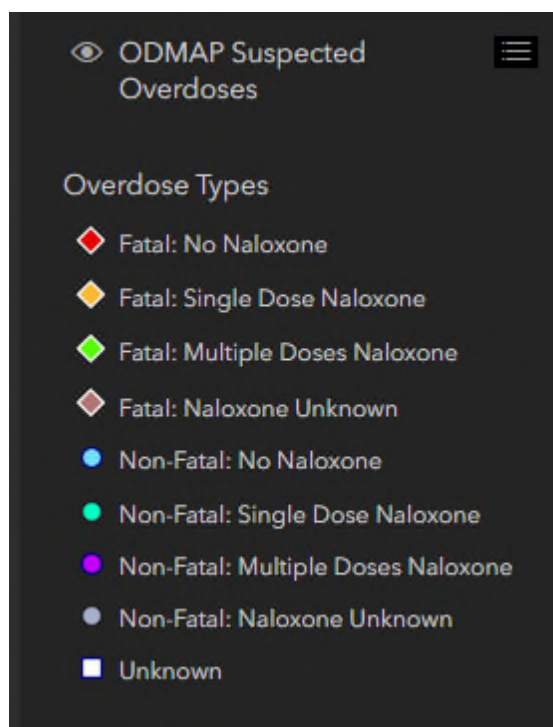 ODMAP Suspected
Overdoses
Overdose Types
Fatal: No Naloxone
Fatal: Single Dose Naloxone
Fatal: Multiple Doses Naloxone
Fatal: Naloxone Unknown
Non-Fatal: No Naloxone
Non-Fatal: Single Dose Naloxone
Non-Fatal: Multiple Doses Naloxone
Non-Fatal: Naloxone Unknown
Unknown